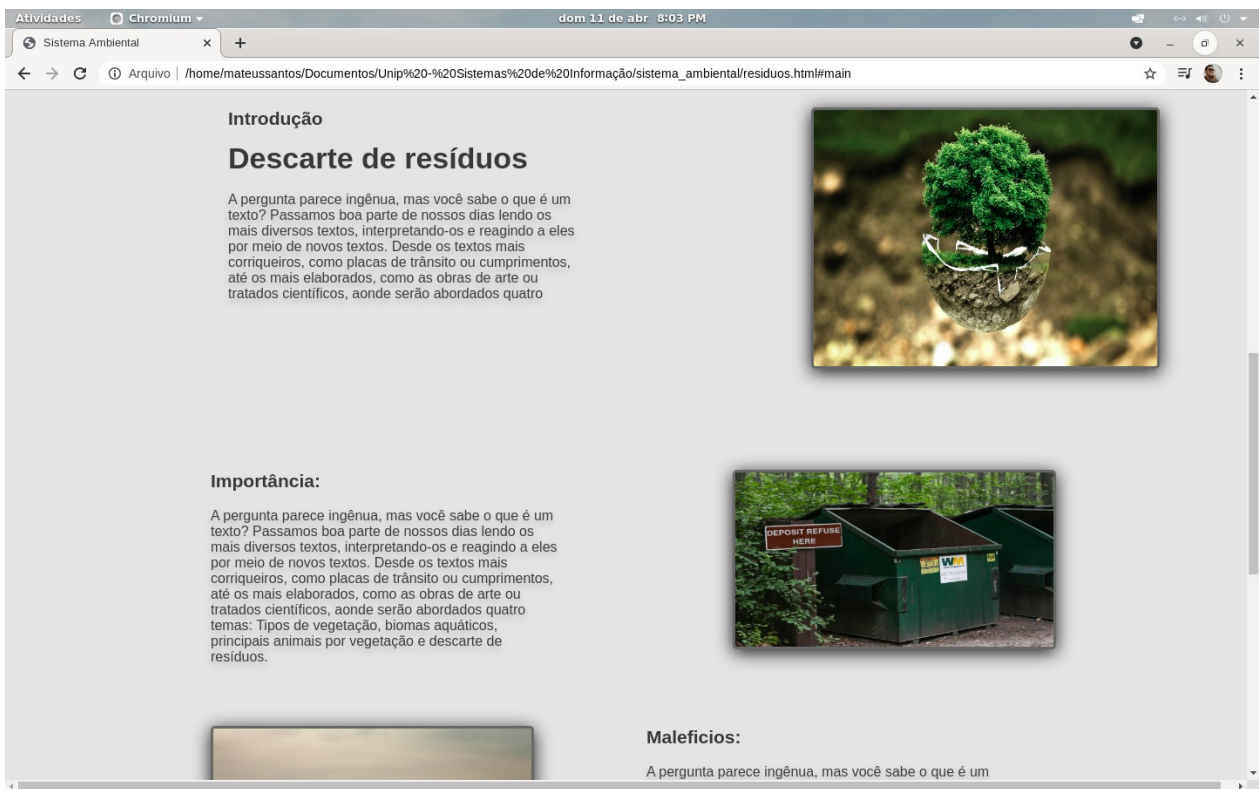 Atividades Chromium dom 11 de abr 8:03 PM
Sistema Ambiental
Arquivo /home/mateussantos/Documentos/Unip%20-%20Sistemas%20de%20Informação/sistema_ambiental/residuos.html#main
Introdução
Descarte de resíduos
A pergunta parece ingênua, mas você sabe o que é um
texto? Passamos boa parte de nossos dias lendo os
mais diversos textos, interpretando-os e reagindo a eles
por meio de novos textos. Desde os textos mais
corriqueiros, como placas de trânsito ou cumprimentos,
até os mais elaborados, como as obras de arte ou
tratados científicos, aonde serão abordados quatro
Importância:
A pergunta parece ingênua, mas você sabe o que é um
texto? Passamos boa parte de nossos dias lendo os
mais diversos textos, interpretando-os e reagindo a eles
por meio de novos textos. Desde os textos mais
corriqueiros, como placas de trânsito ou cumprimentos,
até os mais elaborados, como as obras de arte ou
tratados científicos, aonde serão abordados quatro
temas: Tipos de vegetação, biomas aquáticos,
principais animais por vegetação e descarte de
resíduos.
DEPOSIT REFUSE
HERE
WM
Maleficios:
A pergunta parece ingênua, mas você sabe o que é um